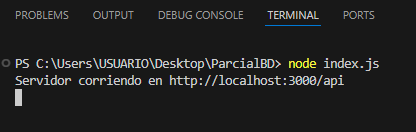 PROBLEMS OUTPUT DEBUG CONSOLE TERMINAL PORTS
PS C:\Users\USUARIO\Desktop\ParcialBD> node index.js
Servidor corriendo en http://localhost:3000/api